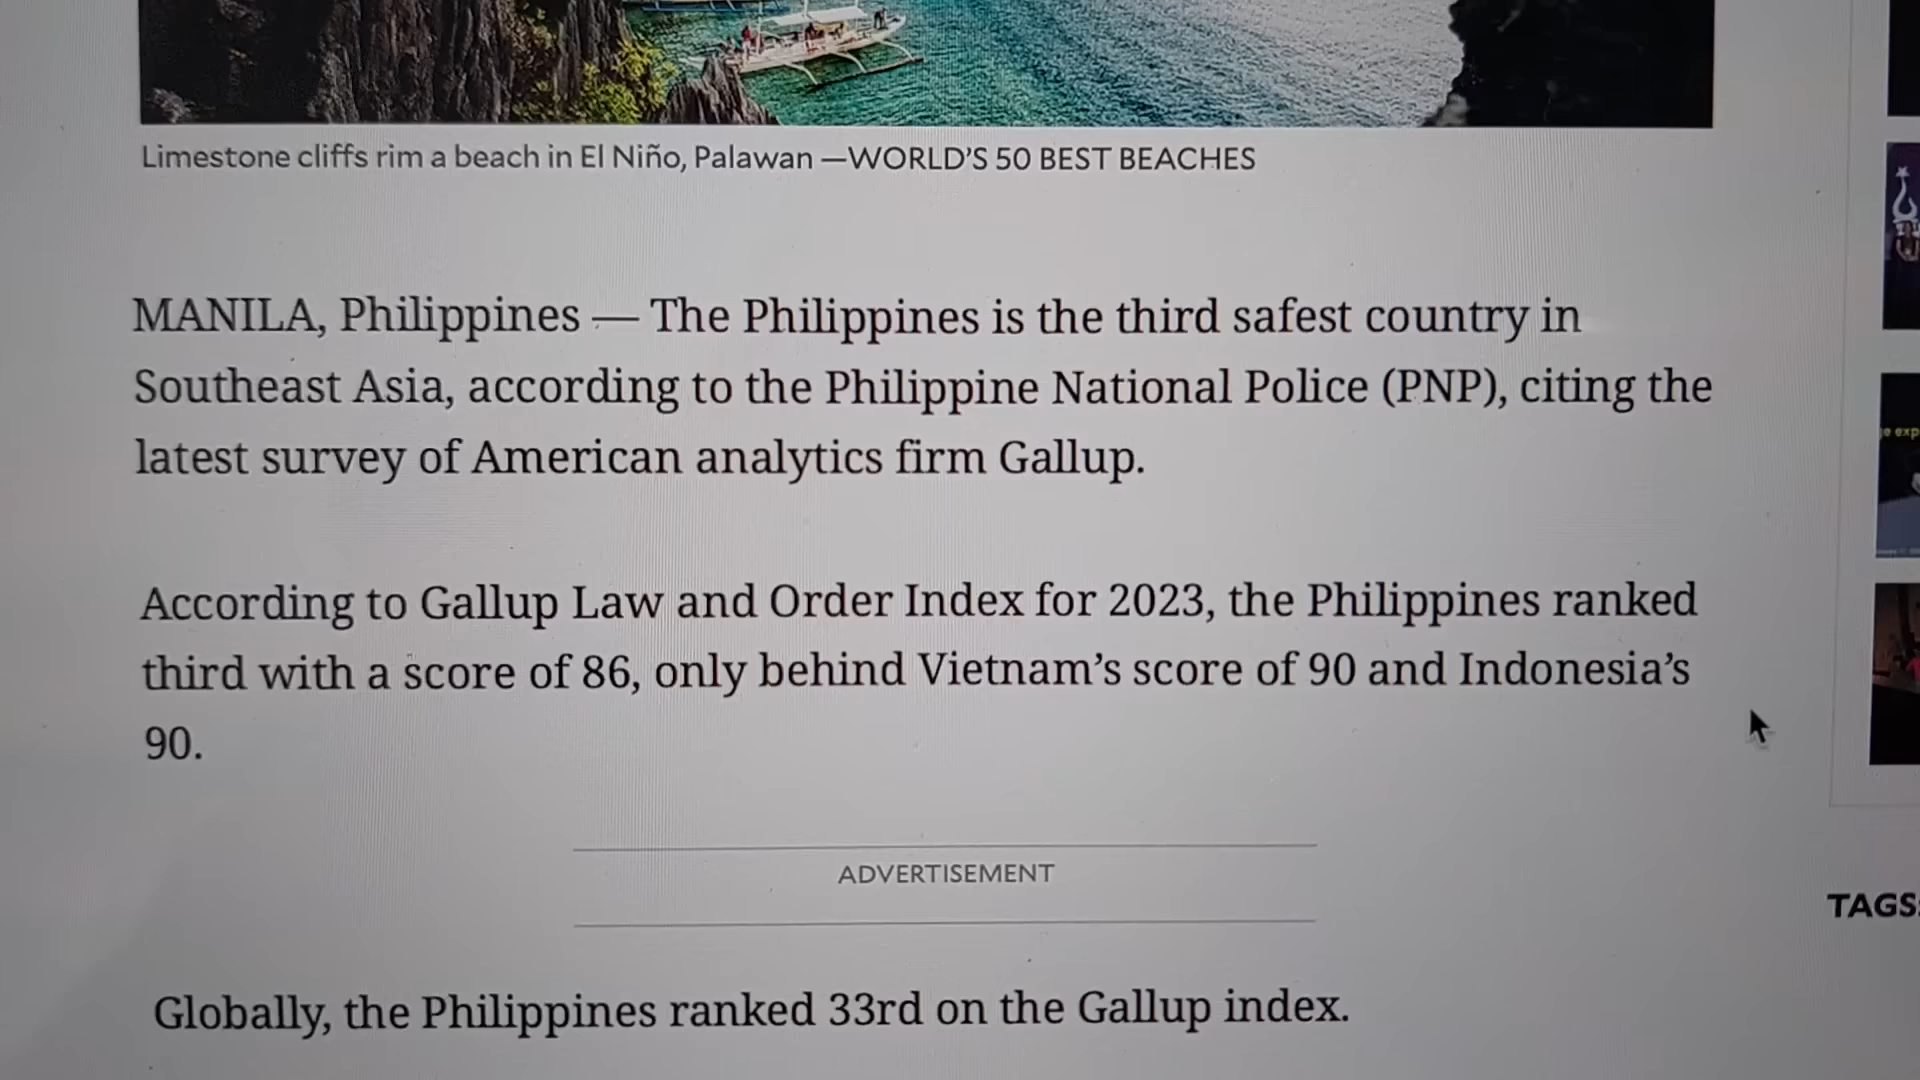 Limestone cliffs rim a beach in El Niño, Palawan —WORLD'S 50 BEST BEACHES
MANILA, Philippines — The Philippines is the third safest country in
Southeast Asia, according to the Philippine National Police (PNP), citing the
latest survey of American analytics firm Gallup.
According to Gallup Law and Order Index for 2023, the Philippines ranked
third with a score of 86, only behind Vietnam's score of 90 and Indonesia's
90.
ADVERTISEMENT
Globally, the Philippines ranked 33rd on the Gallup index.
TAGS: